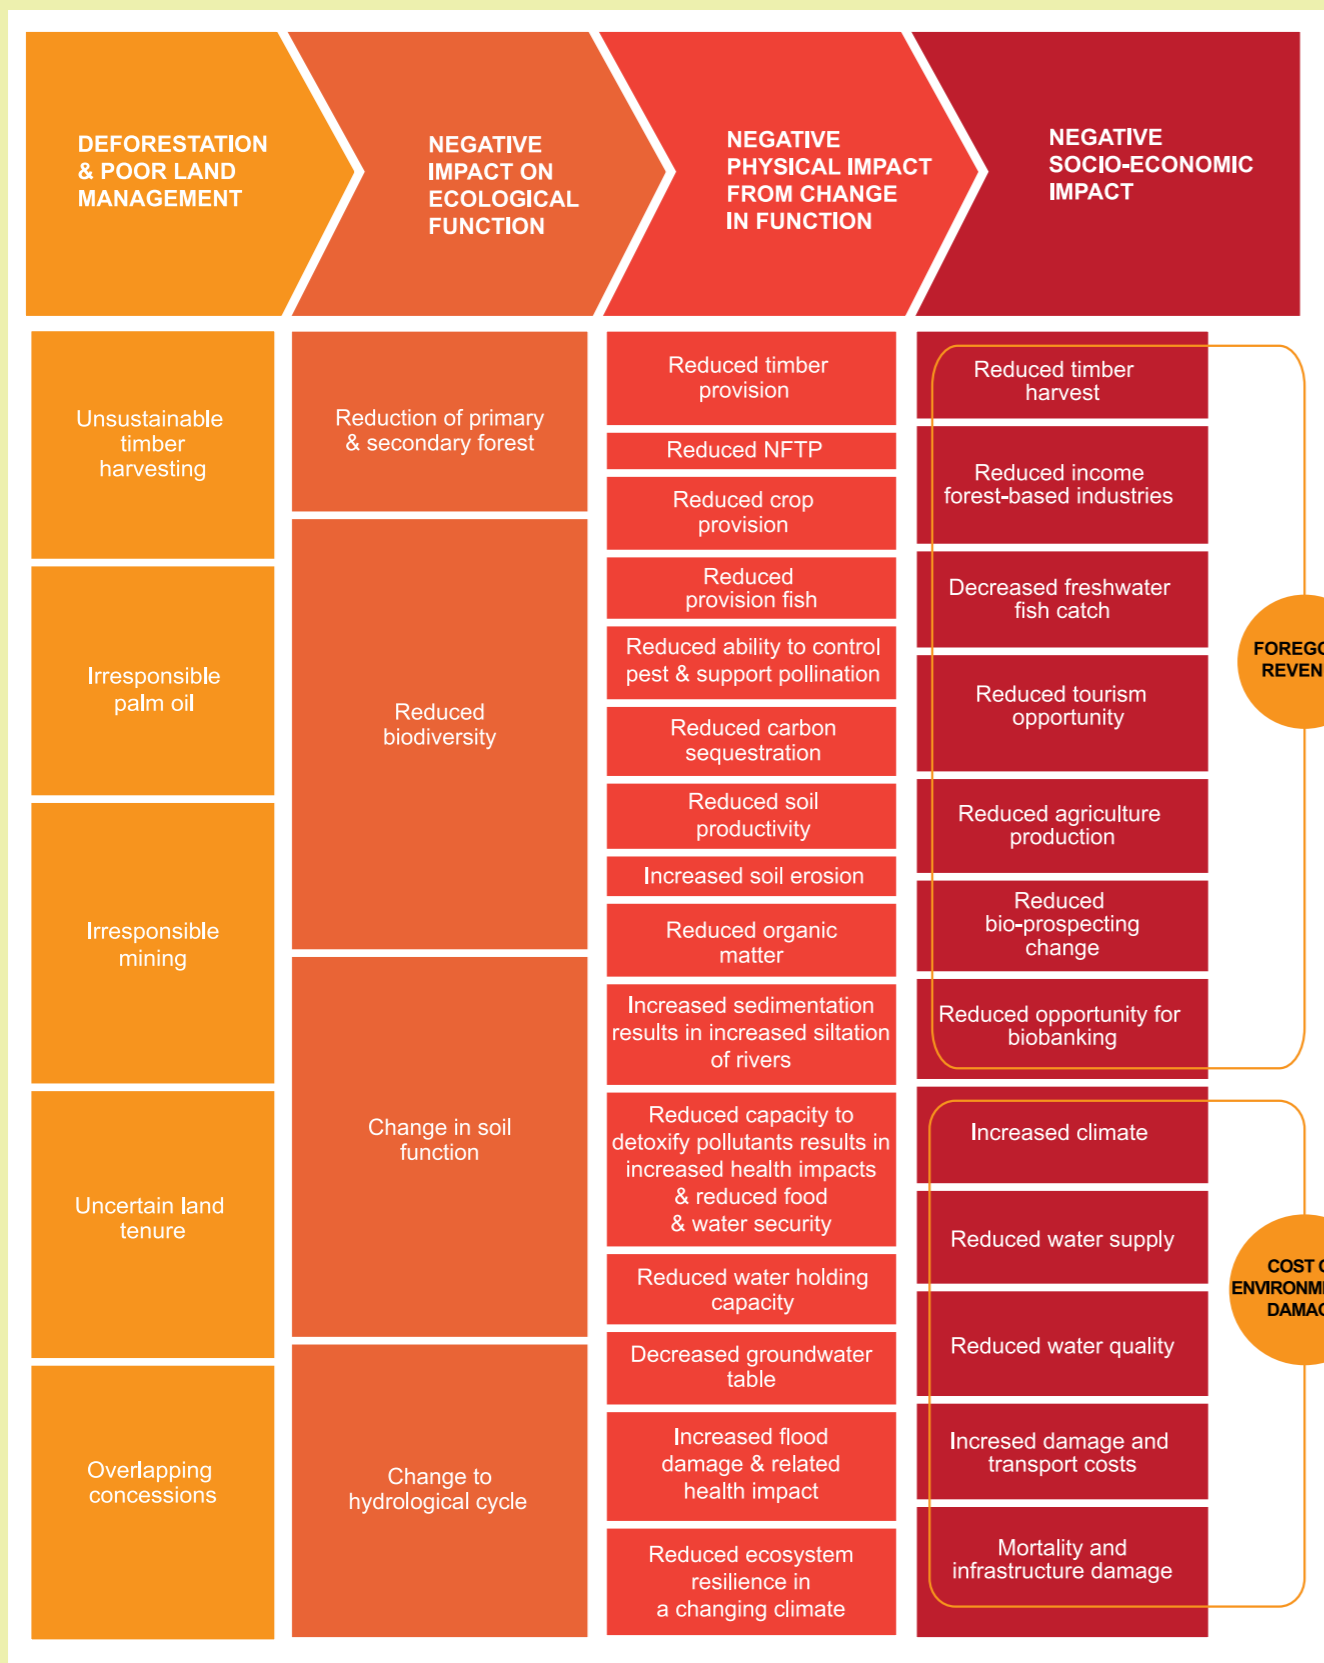 DEFORESTATION
& POOR LAND
MANAGEMENT
NEGATIVE
IMPACT ON
ECOLOGICAL
FUNCTION
NEGATIVE
PHYSICAL IMPACT
FROM CHANGE
IN FUNCTION
NEGATIVE
SOCIO-ECONOMIC
IMPACT
Unsustainable
timber
harvesting
Irresponsible
palm oil
Irresponsible
mining
Uncertain land
tenure
Overlapping
concessions
Reduction of primary
& secondary forest
Reduced
biodiversity
Change in soil
function
Change to
hydrological cycle
Reduced timber
provision
Reduced NFTP
Reduced crop
provision
Reduced
provision fish
Reduced ability to control
pest & support pollination
Reduced carbon
sequestration
Reduced soil
productivity
Increased soil erosion
Reduced organic
matter
Increased sedimentation
results in increased siltation
of rivers
Reduced capacity to
detoxify pollutants results in
increased health impacts
& reduced food
& water security
Reduced water holding
capacity
Decreased groundwater
table
Increased flood
damage & related
health impact
Reduced ecosystem
resilience in
a changing climate
Reduced timber
harvest
Reduced income
forest-based industries
Decreased freshwater
fish catch
Reduced tourism
opportunity
Reduced agriculture
production
Reduced
bio-prospecting
change
Reduced opportunity for
biobanking
Increased climate
Reduced water supply
Reduced water quality
Incresed damage and
transport costs
Mortality and
infrastructure damage
COST